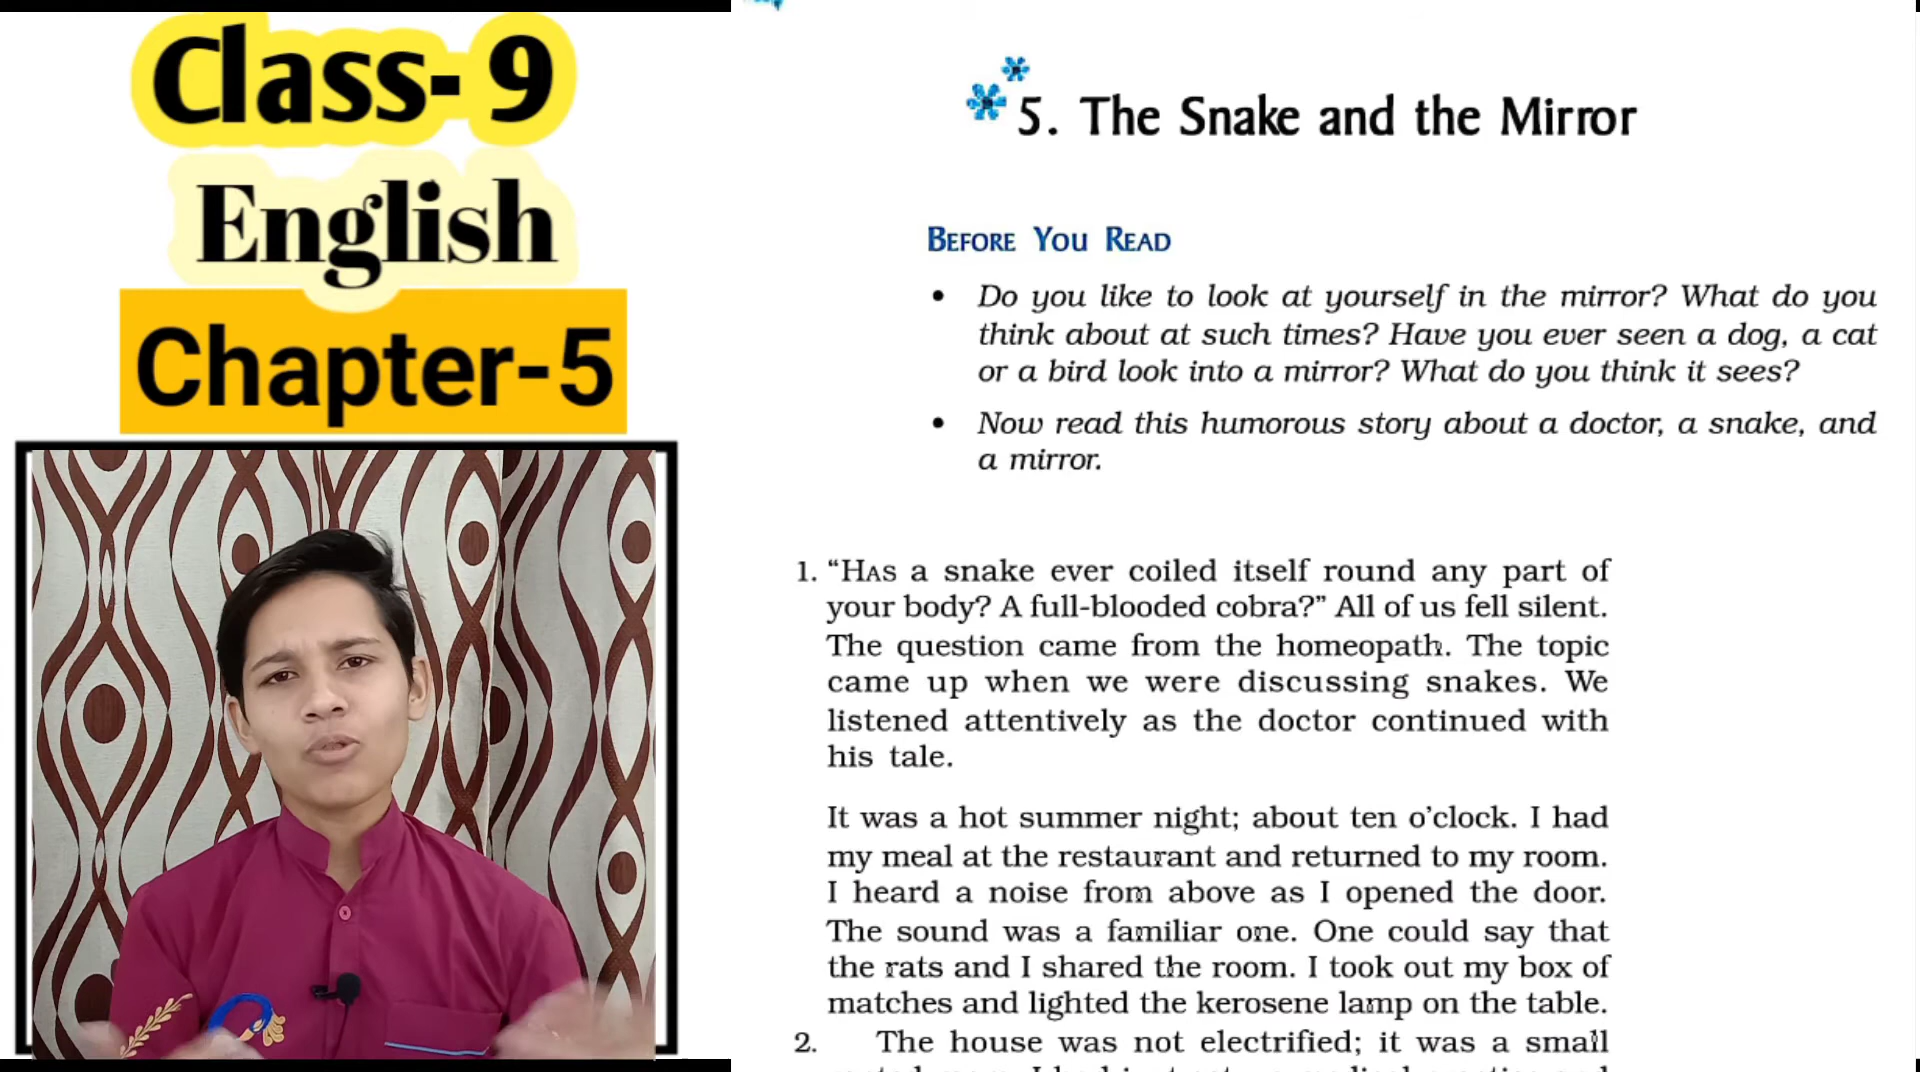 Class- 9
English
Chapter-5
5. The Snake and the Mirror
BEFORE YOU READ
• Do you like to look at yourself in the mirror? What do you
think about at such times? Have you ever seen a dog, a cat
or a bird look into a mirror? What do you think it sees?
• Now read this humorous story about a doctor, a snake, and
a mirror.
1. “HAS a snake ever coiled itself round any part of
your body? A full-blooded cobra?” All of us fell silent.
The question came from the homeopath. The topic
came up when we were discussing snakes. We
listened attentively as the doctor continued with
his tale.
It was a hot summer night; about ten o’clock. I had
my meal at the restaurant and returned to my room.
I heard a noise from above as I opened the door.
The sound was a familiar one. One could say that
the rats and I shared the room. I took out my box of
matches and lighted the kerosene lamp on the table.
2. The house was not electrified; it was a small